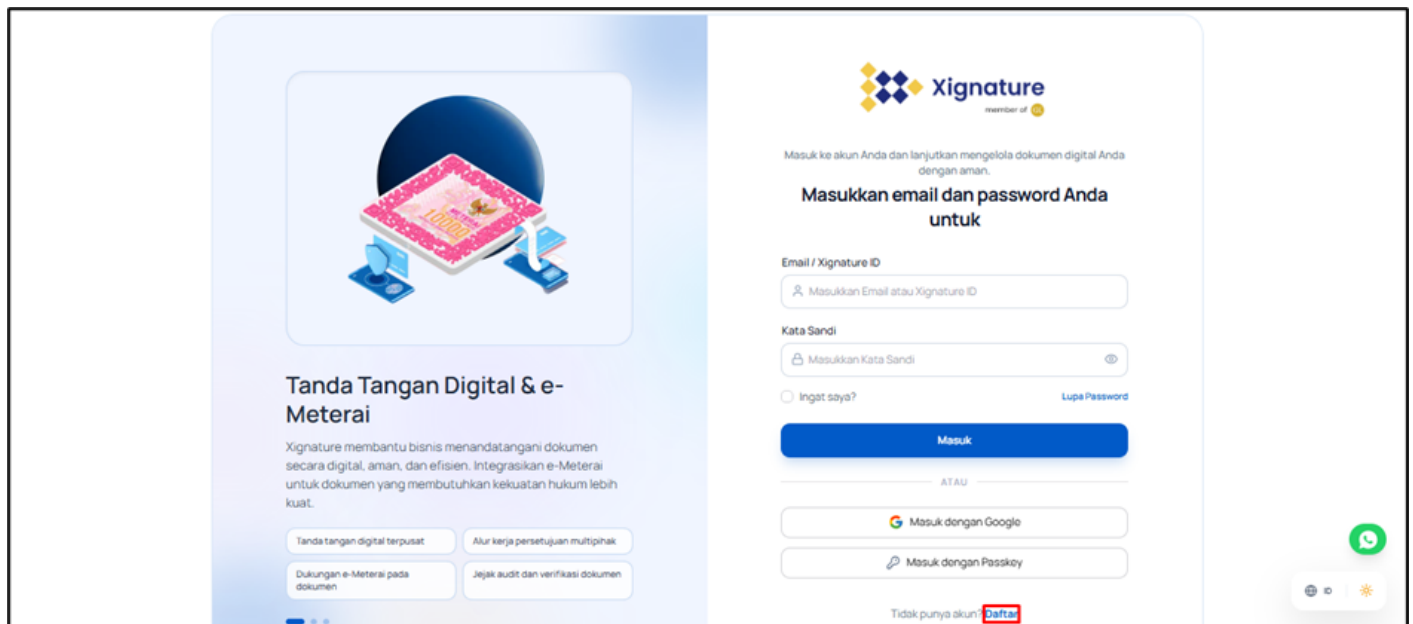 METERAI
10000
Tanda Tangan Digital & e-
Meterai
Xignature membantu bisnis menandatangani dokumen
secara digital, aman, dan efisien. Integrasikan e-Meterai
untuk dokumen yang membutuhkan kekuatan hukum lebih
kuat.
Tanda tangan digital terpusat
Alur kerja persetujuan multipihak
Dukungan e-Meterai pada
dokumen
Jejak audit dan verifikasi dokumen
Xignature
member of
Masuk ke akun Anda dan lanjutkan mengelola dokumen digital Anda
dengan aman.
Masukkan email dan password Anda
untuk
Email / Xignature ID
Masukkan Email atau Xignature ID
Kata Sandi
Masukkan Kata Sandi
Ingat saya?
Lupa Password
Masuk
ATAU
Masuk dengan Google
Masuk dengan Passkey
Tidak punya akun? Daftar
ID